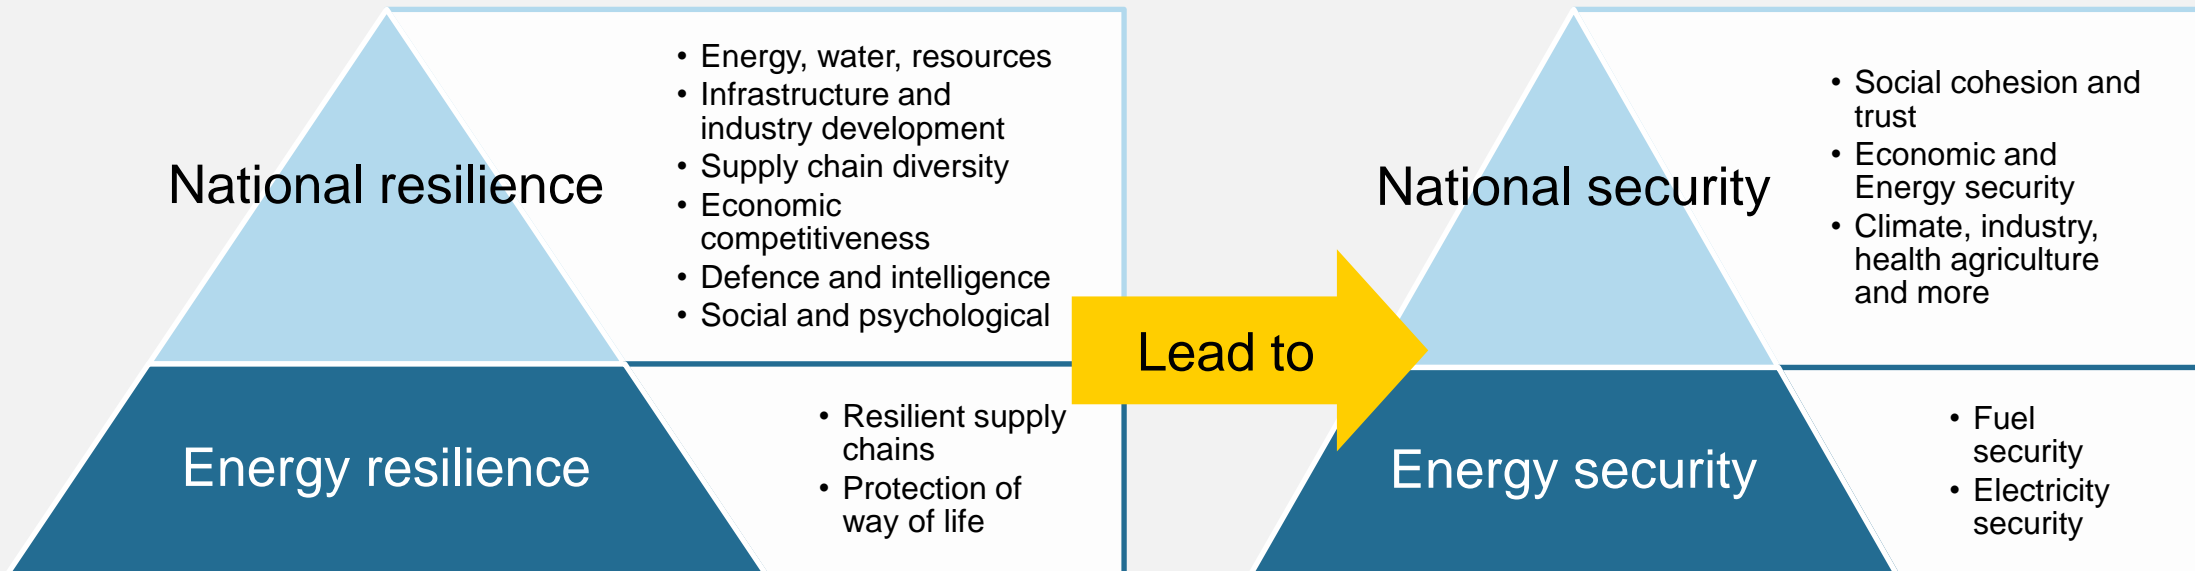 National resilience
• Energy, water, resources
• Infrastructure and
industry development
• Supply chain diversity
• Economic
competitiveness
• Defence and intelligence
• Social and psychological
Energy resilience
• Resilient supply
chains
• Protection of
way of life
Lead to
National security
• Social cohesion and
trust
• Economic and
Energy security
• Climate, industry,
health agriculture
and more
Energy security
• Fuel
security
• Electricity
security